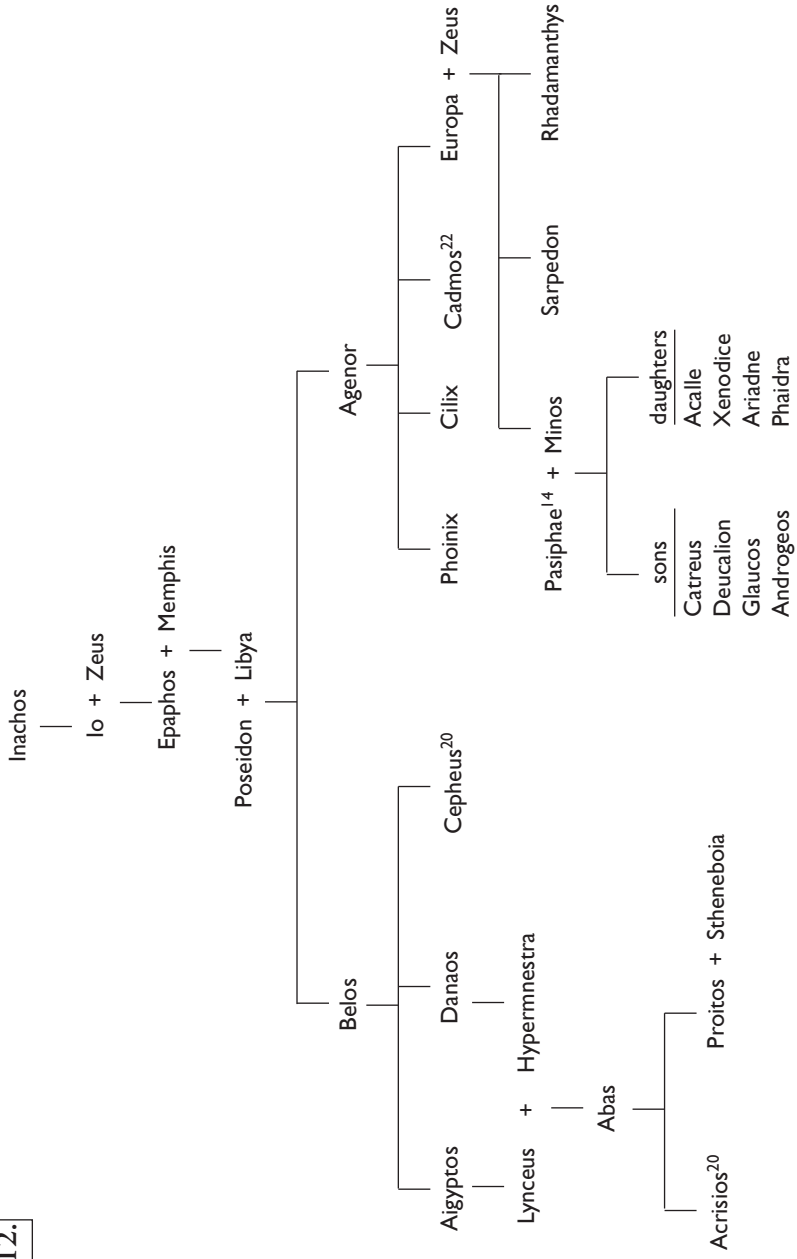 12.
Inachos
Io + Zeus
Epaphos + Memphis
Poseidon + Libya
Belos Agenor
Aigyptos Danaos Cepheus²⁰ Phoinix Cilix Cadmos²² Europa + Zeus
Lynceus + Hypermnestra Pasiphae¹⁴ + Minos Sarpedon Rhadamanthys
Abas sons daughters
Acrisios²⁰ Proitos + Stheneboia Catreus Acalle
Deucalion Xenodice
Glaucos Ariadne
Androgeos Phaidra